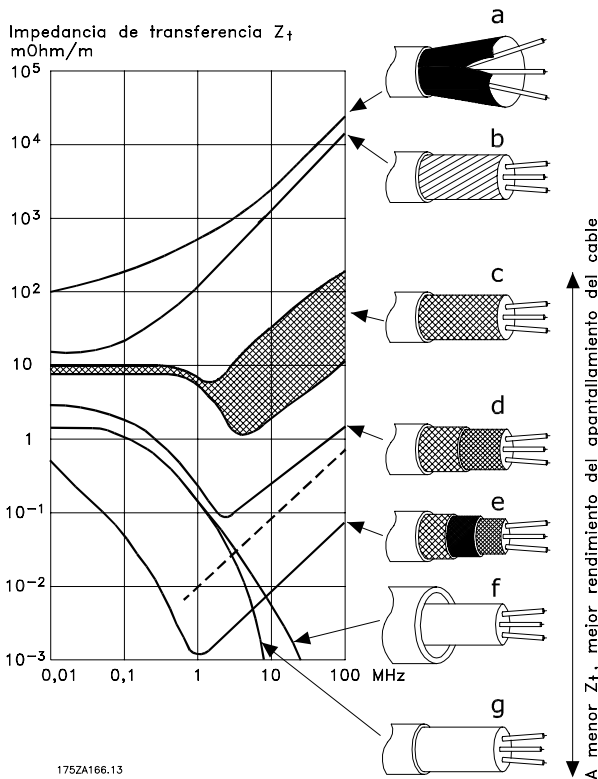 Impedancia de transferencia Zt
mOhm/m
a
10⁵
10⁴
b
10³
10²
c
10
d
1
e
10⁻¹
10⁻²
f
10⁻³
0,01 0,1 1 10 100 MHz
g
175ZA166.13
A menor Zt, mejor rendimiento del apantallamiento del cable